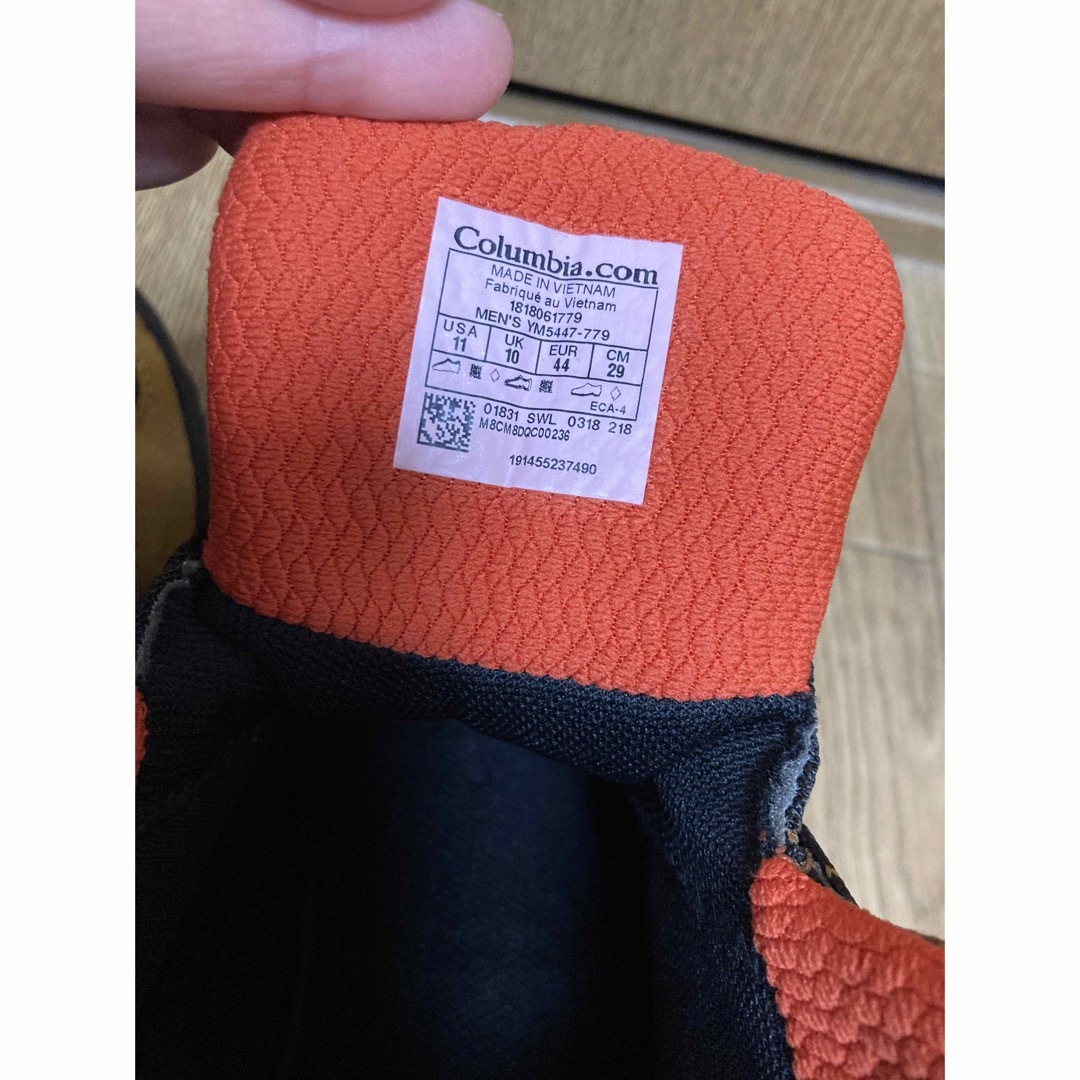 Columbia.com
MADE IN VIETNAM
Fabriqué au Vietnam
1818061779
MEN'S YM5447-779
USA UK EUR CM
11 10 44 29
ECA-4
01831 SWL 0318 218
M8CM8DQC00236
191455237490